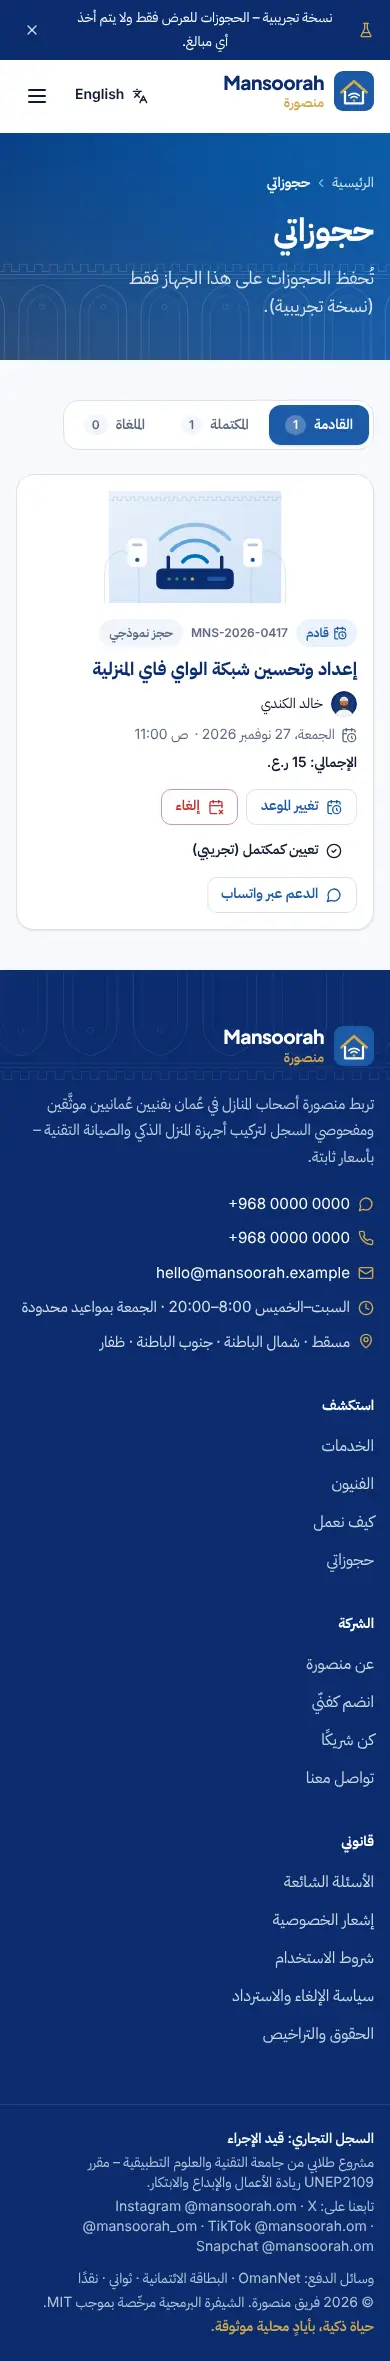 نسخة تجريبية – الحجوزات للعرض فقط ولا يتم أخذ
أي مبالغ.
Mansoorah
منصورة
English
الرئيسية › حجوزاتي
حجوزاتي
تُحفظ الحجوزات على هذا الجهاز فقط
(نسخة تجريبية).
القادمة 1
المكتملة 1
الملغاة 0
قادم
MNS-2026-0417
حجز نموذجي
إعداد وتحسين شبكة الواي فاي المنزلية
خالد الكندي
الجمعة، 27 نوفمبر 2026 · 11:00 ص
الإجمالي: 15 ر.ع.
تغيير الموعد
إلغاء
تعيين كمكتمل (تجريبي)
الدعم عبر واتساب
Mansoorah
منصورة
تربط منصورة أصحاب المنازل في عُمان بفنيين عُمانيين موثَّقين
ومفحوصي السجل لتركيب أجهزة المنزل الذكي والصيانة التقنية –
بأسعار ثابتة.
+968 0000 0000
+968 0000 0000
hello@mansoorah.example
السبت–الخميس 8:00–20:00 · الجمعة بمواعيد محدودة
مسقط · شمال الباطنة · جنوب الباطنة · ظفار
استكشف
الخدمات
الفنيون
كيف نعمل
حجوزاتي
الشركة
عن منصورة
انضم كفنّي
كن شريكًا
تواصل معنا
قانوني
الأسئلة الشائعة
إشعار الخصوصية
شروط الاستخدام
سياسة الإلغاء والاسترداد
الحقوق والتراخيص
السجل التجاري: قيد الإجراء
مشروع طلابي من جامعة التقنية والعلوم التطبيقية – مقرر
UNEP2109 ريادة الأعمال والإبداع والابتكار.
تابعنا على: Instagram @mansoorah.om · X
@mansoorah_om · TikTok @mansoorah.om ·
Snapchat @mansoorah.om
وسائل الدفع: OmanNet · البطاقة الائتمانية · ثواني · نقدًا
© 2026 فريق منصورة. الشيفرة البرمجية مرخّصة بموجب MIT.
حياة ذكية، بأيادٍ محلية موثوقة.